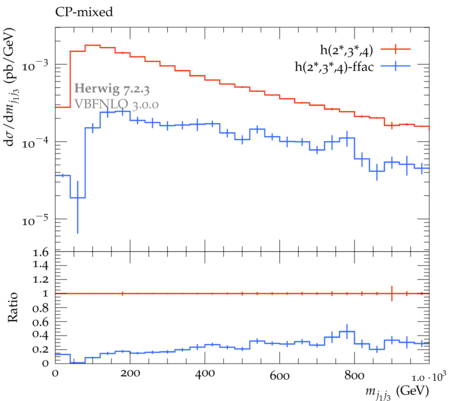 CP-mixed
dσ/dm_{j1j3} (pb/GeV)
h(2*,3*,4)
h(2*,3*,4)-ffac
Herwig 7.2.3
VBFNLO 3.0.0
10^{-3}
10^{-4}
10^{-5}
1.6
1.4
1.2
1
0.8
0.6
0.4
0.2
0
Ratio
0 200 400 600 800 1.0 · 10^3
m_{j1j3} (GeV)